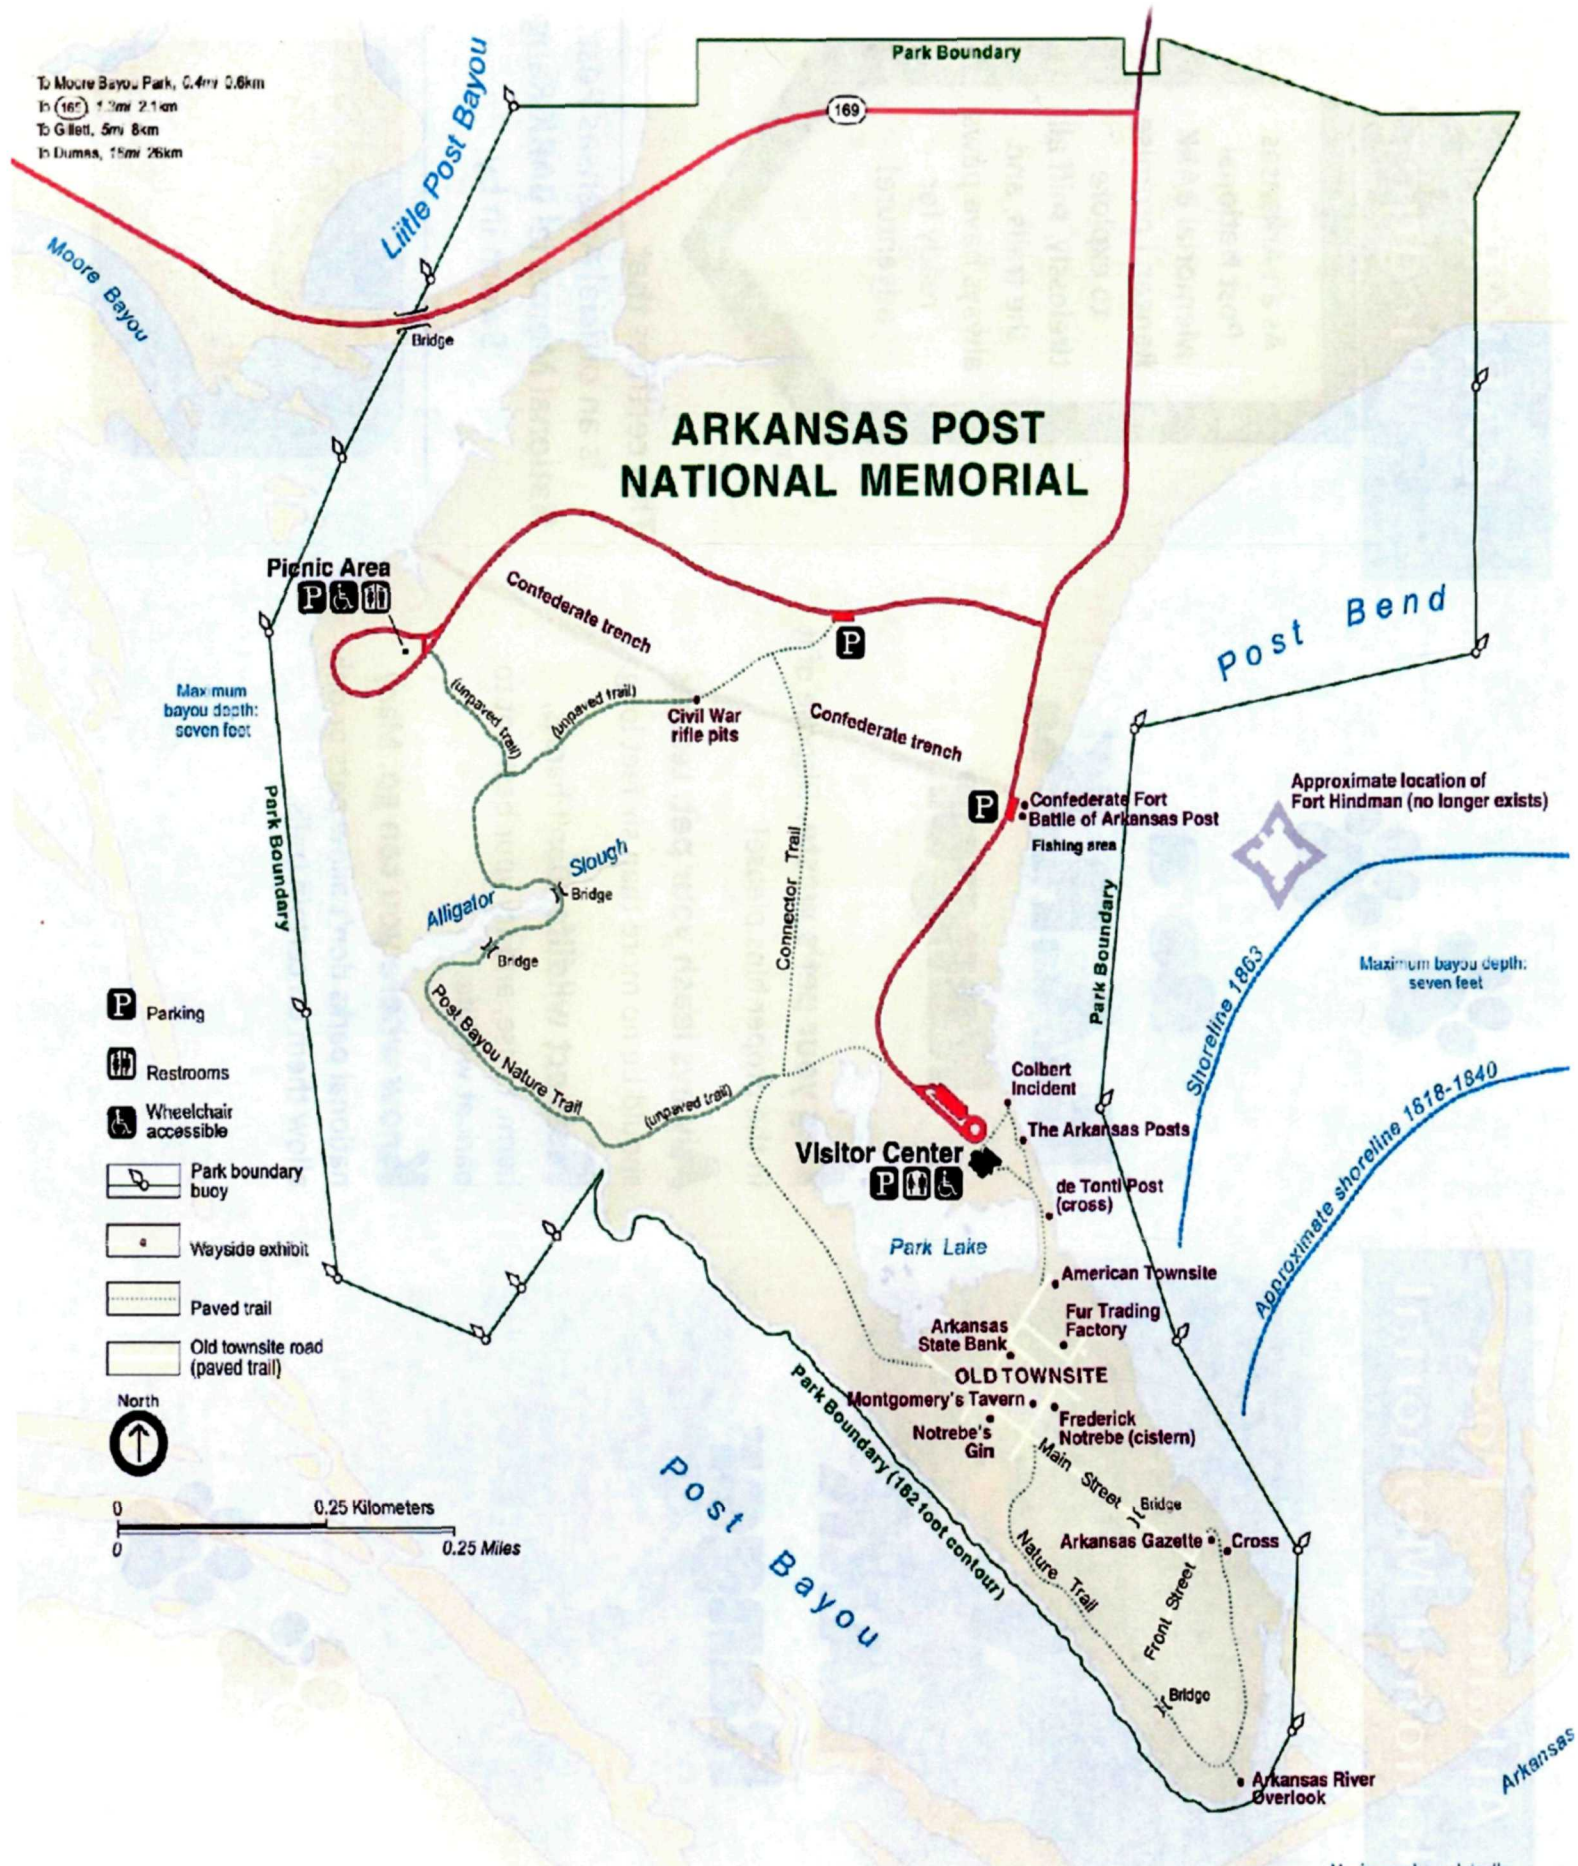 Park Boundary
To Moore Bayou Park, 0.4mi 0.6km
To 165, 1.3mi 2.1km
To Gillett, 5mi 8km
To Dumas, 16mi 26km
Liitle Post Bayou
169
Moore Bayou
Bridge
ARKANSAS POST
NATIONAL MEMORIAL
Picnic Area
P
Confederate trench
P
Post Bend
Maximum
bayou depth:
seven feet
(unpaved trail)
(unpaved trail)
Civil War
rifle pits
Confederate trench
Park Boundary
P
Confederate Fort
Battle of Arkansas Post
Fishing area
Approximate location of
Fort Hindman (no longer exists)
Connector Trail
Alligator Slough
Bridge
Bridge
Park Boundary
Shoreline 1863
Maximum bayou depth:
seven feet
Post Bayou Nature Trail
(unpaved trail)
P Parking
Restrooms
Wheelchair
accessible
Park boundary
buoy
Wayside exhibit
Paved trail
Old townsite road
(paved trail)
North
0 0.25 Kilometers
0 0.25 Miles
Colbert
Incident
The Arkansas Posts
Visitor Center
P
de Tonti Post
(cross)
Approximate shoreline 1818-1840
Park Lake
American Townsite
Fur Trading
Factory
Arkansas
State Bank
OLD TOWNSITE
Montgomery's Tavern
Frederick
Notrebe (cistern)
Notrebe's
Gin
Park Boundary (162 foot contour)
Main Street
Bridge
Arkansas Gazette
Cross
Nature Trail
Front Street
Post Bayou
Bridge
Arkansas River
Overlook
Arkansas